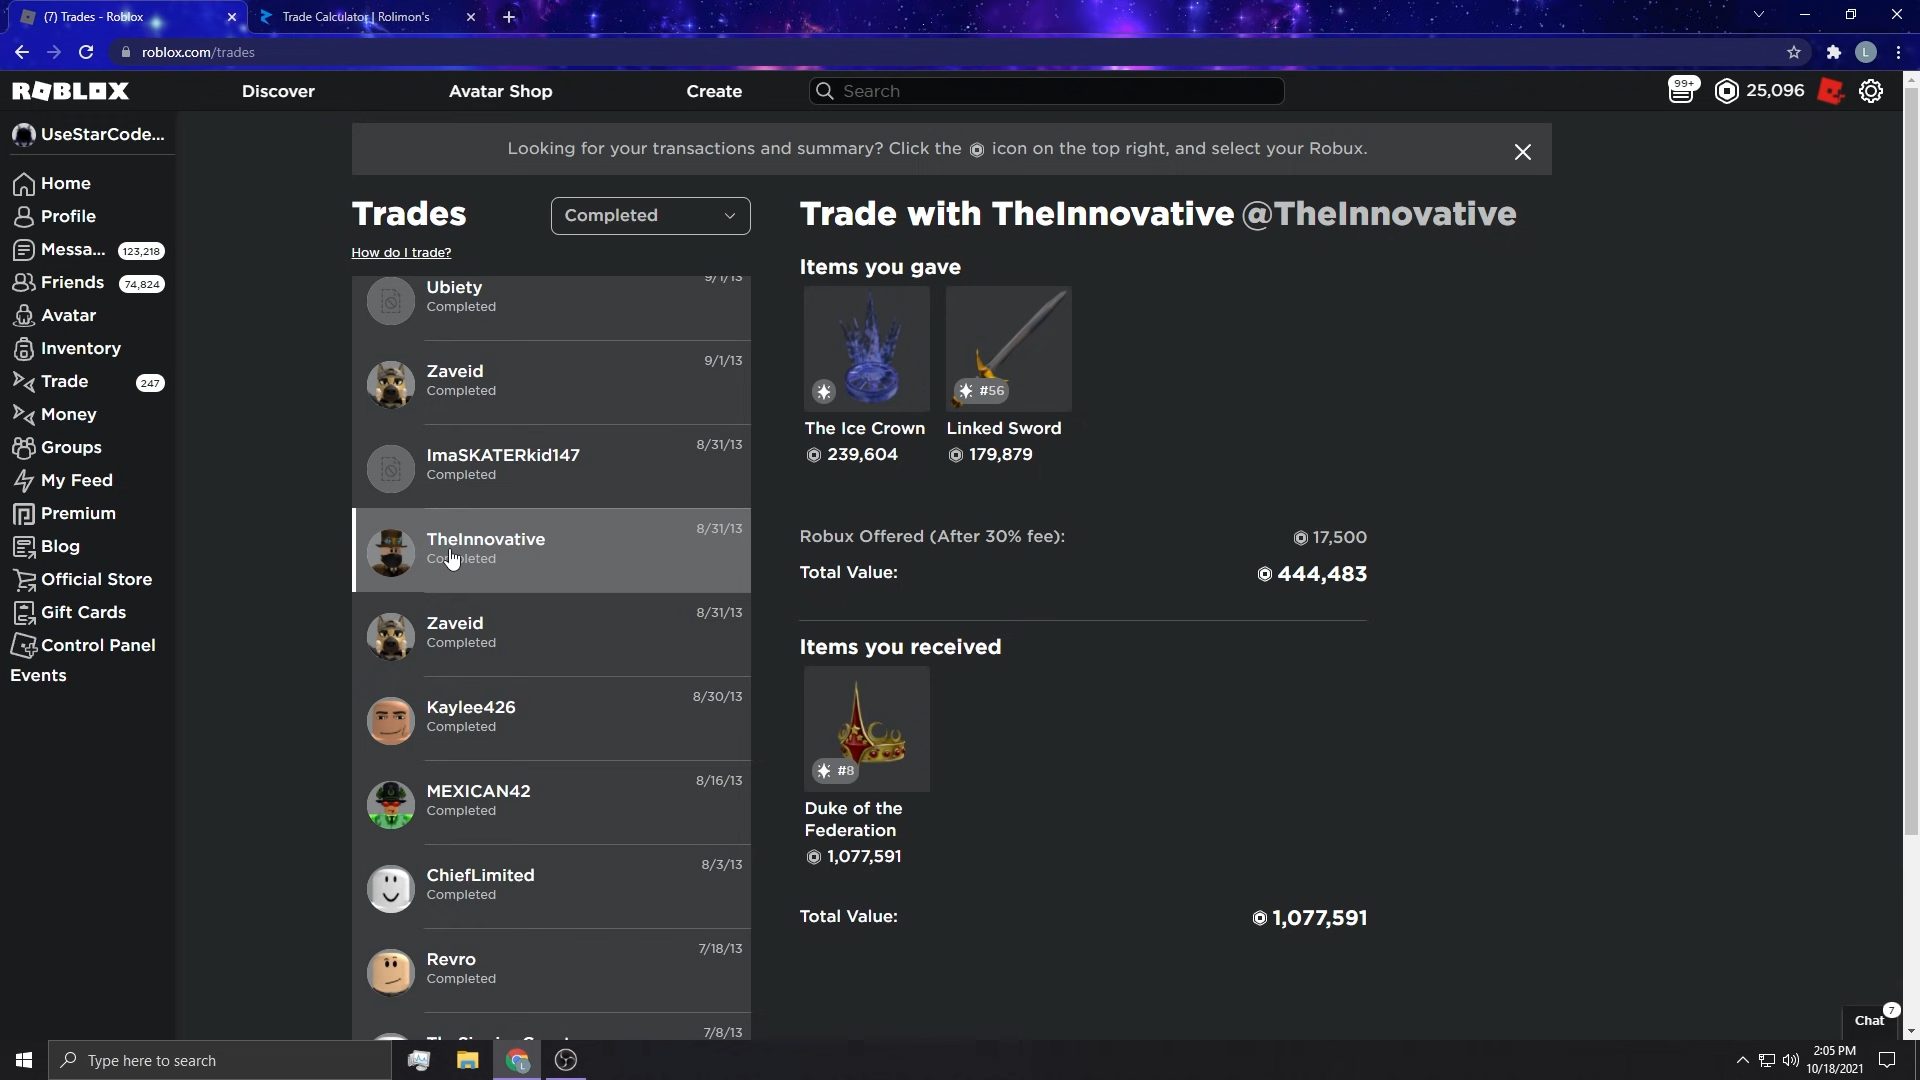 (7) Trades - Roblox
Trade Calculator | Rolimon's
roblox.com/trades
L
ROBLOX
Discover
Avatar Shop
Create
Search
99+
25,096
UseStarCode...
Home
Profile
Messa... 123,218
Friends 74,824
Avatar
Inventory
Trade 247
Money
Groups
My Feed
Premium
Blog
Official Store
Gift Cards
Control Panel
Events
Looking for your transactions and summary? Click the icon on the top right, and select your Robux.
Trades
Completed
How do I trade?
Ubiety 9/1/13
Completed
Zaveid 9/1/13
Completed
ImaSKATERkid147 8/31/13
Completed
TheInnovative 8/31/13
Completed
Zaveid 8/31/13
Completed
Kaylee426 8/30/13
Completed
MEXICAN42 8/16/13
Completed
ChiefLimited 8/3/13
Completed
Revro 7/18/13
Completed
7/8/13
Trade with TheInnovative @TheInnovative
Items you gave
#56
The Ice Crown
239,604
Linked Sword
179,879
Robux Offered (After 30% fee): 17,500
Total Value: 444,483
Items you received
#8
Duke of the
Federation
1,077,591
Total Value: 1,077,591
Chat 7
Type here to search
L
2:05 PM
10/18/2021